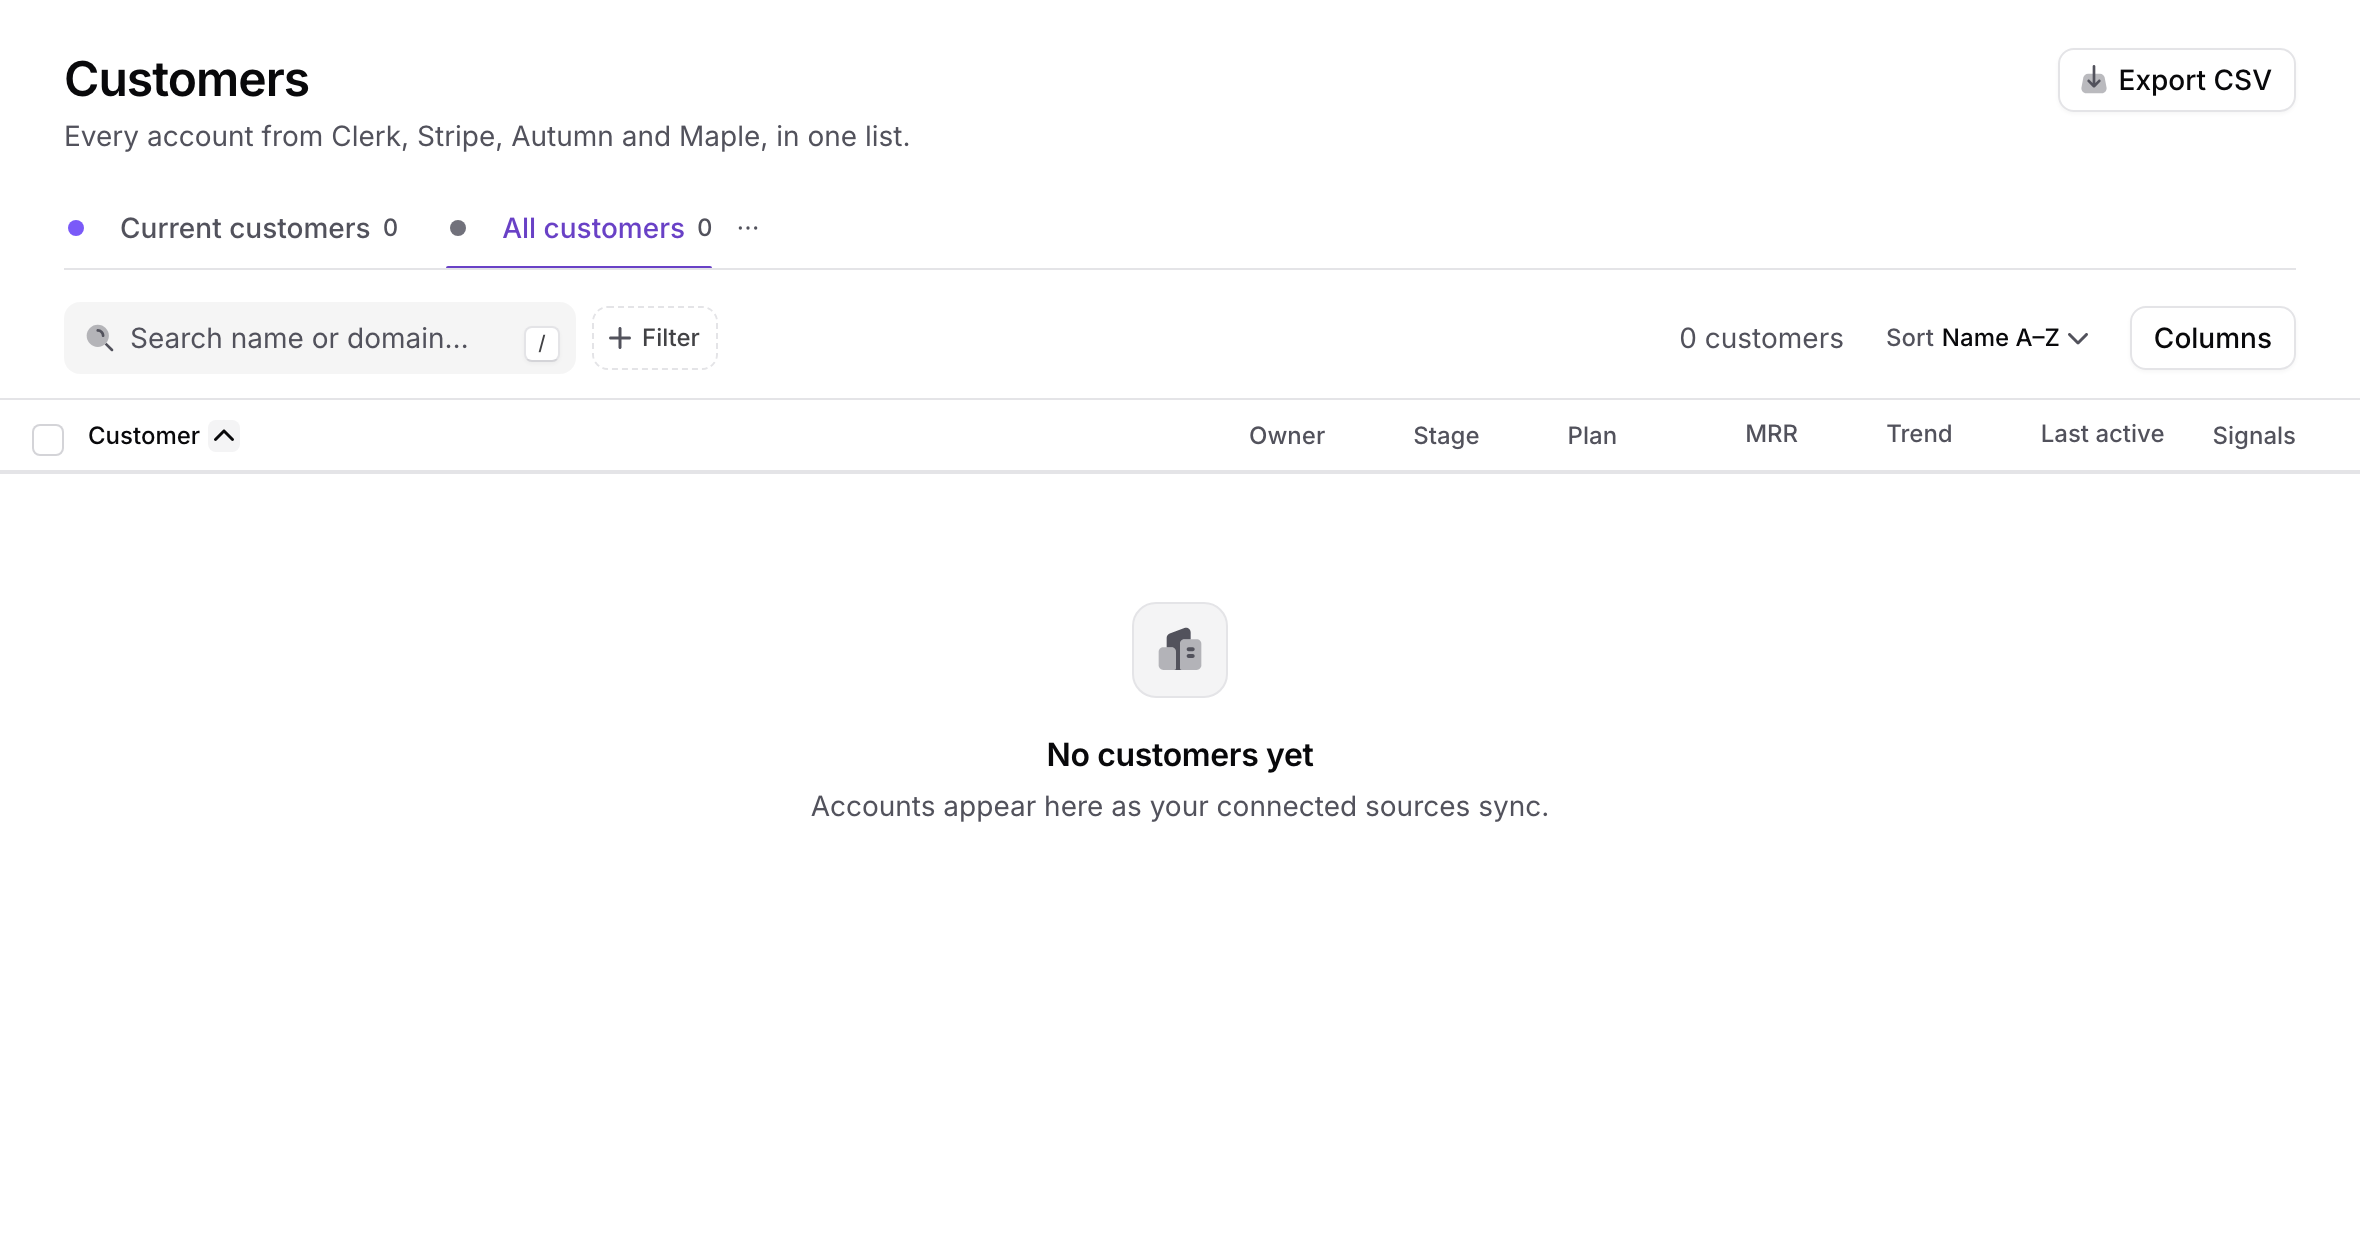 Customers
Export CSV
Every account from Clerk, Stripe, Autumn and Maple, in one list.
Current customers 0 All customers 0 ···
Search name or domain... / + Filter 0 customers Sort Name A–Z Columns
Customer Owner Stage Plan MRR Trend Last active Signals
No customers yet
Accounts appear here as your connected sources sync.